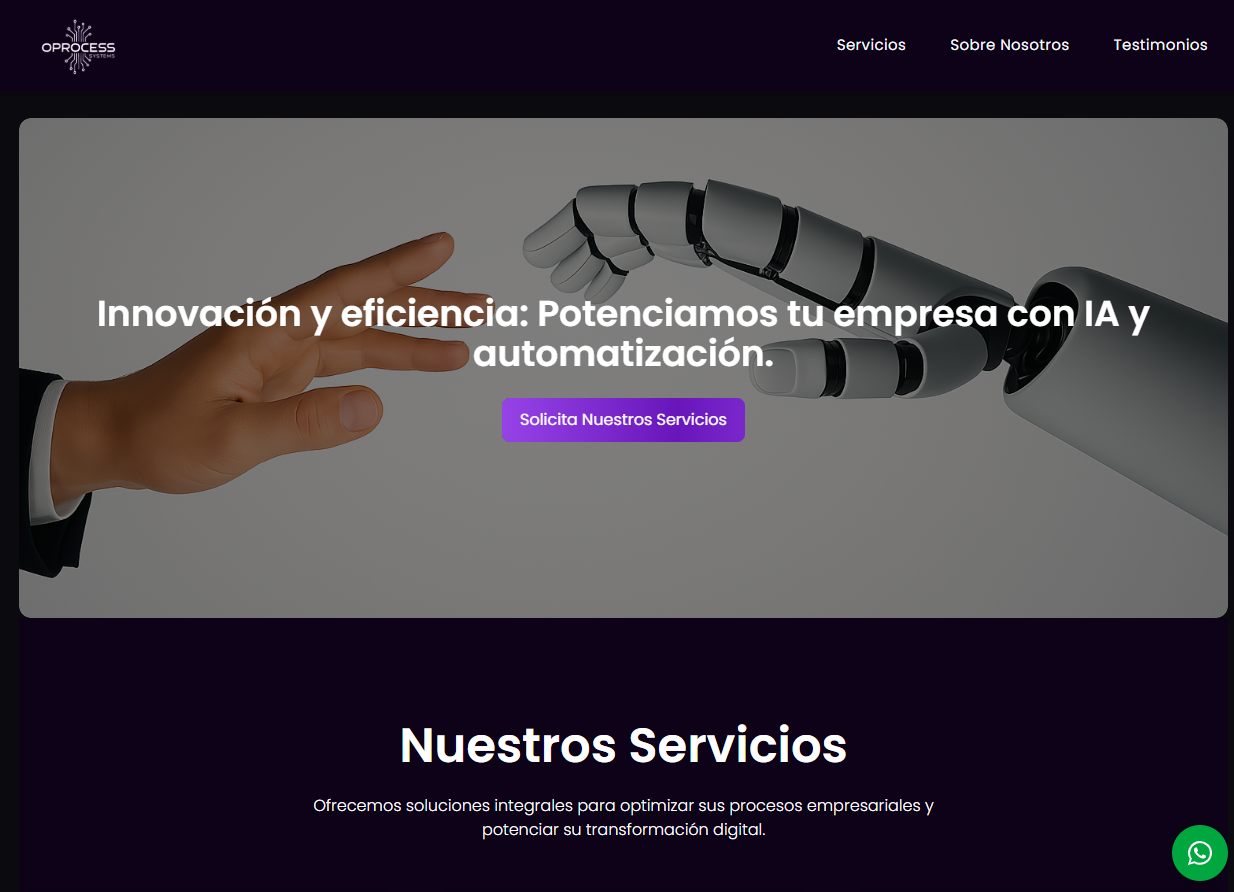 OPROCESS
SYSTEMS
Servicios
Sobre Nosotros
Testimonios
Innovación y eficiencia: Potenciamos tu empresa con IA y
automatización.
Solicita Nuestros Servicios
Nuestros Servicios
Ofrecemos soluciones integrales para optimizar sus procesos empresariales y
potenciar su transformación digital.